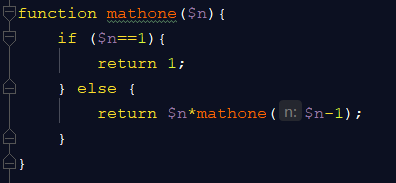 function mathone($n){
if ($n==1){
return 1;
} else {
return $n*mathone( n: $n-1);
}
}